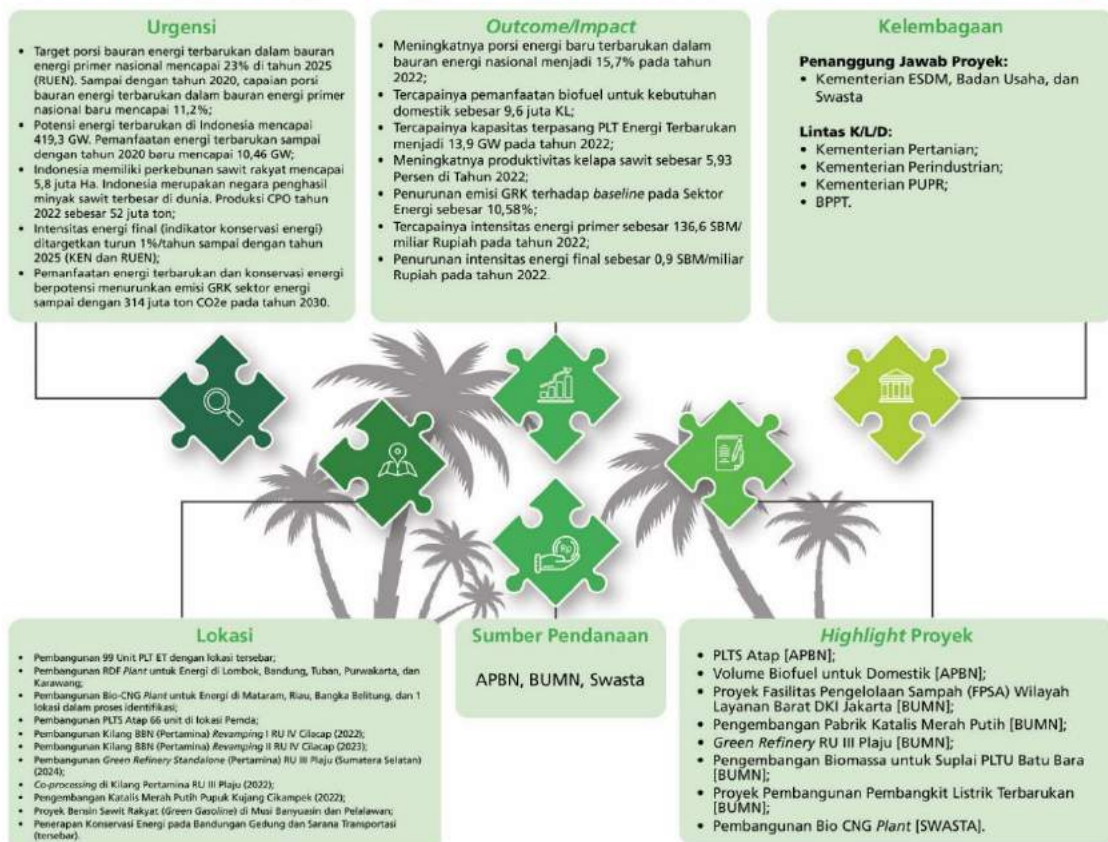 Urgensi
• Target porsi bauran energi terbarukan dalam bauran
energi primer nasional mencapai 23% di tahun 2025
(RUEN). Sampai dengan tahun 2020, capaian porsi
bauran energi terbarukan dalam bauran energi primer
nasional baru mencapai 11,2%;
• Potensi energi terbarukan di Indonesia mencapai
419,3 GW. Pemanfaatan energi terbarukan sampai
dengan tahun 2020 baru mencapai 10,46 GW;
• Indonesia memiliki perkebunan sawit rakyat mencapai
5,8 juta Ha. Indonesia merupakan negara penghasil
minyak sawit terbesar di dunia. Produksi CPO tahun
2022 sebesar 52 juta ton;
• Intensitas energi final (indikator konservasi energi)
ditargetkan turun 1%/tahun sampai dengan tahun
2025 (KEN dan RUEN);
• Pemanfaatan energi terbarukan dan konservasi energi
berpotensi menurunkan emisi GRK sektor energi
sampai dengan 314 juta ton CO2e pada tahun 2030.
Outcome/Impact
• Meningkatnya porsi energi baru terbarukan dalam
bauran energi nasional menjadi 15,7% pada tahun
2022;
• Tercapainya pemanfaatan biofuel untuk kebutuhan
domestik sebesar 9,6 juta KL;
• Tercapainya kapasitas terpasang PLT Energi Terbarukan
menjadi 13,9 GW pada tahun 2022;
• Meningkatnya produktivitas kelapa sawit sebesar 5,93
Persen di Tahun 2022;
• Penurunan emisi GRK terhadap baseline pada Sektor
Energi sebesar 10,58%;
• Tercapainya intensitas energi primer sebesar 136,6 SBM/
miliar Rupiah pada tahun 2022;
• Penurunan intensitas energi final sebesar 0,9 SBM/miliar
Rupiah pada tahun 2022.
Kelembagaan
Penanggung Jawab Proyek:
• Kementerian ESDM, Badan Usaha, dan
Swasta
Lintas K/L/D:
• Kementerian Pertanian;
• Kementerian Perindustrian;
• Kementerian PUPR;
• BPPT.
Rp
Lokasi
• Pembangunan 99 Unit PLT ET dengan lokasi tersebar;
• Pembangunan RDF Plant untuk Energi di Lombok, Bandung, Tuban, Purwakarta, dan
Karawang;
• Pembangunan Bio-CNG Plant untuk Energi di Mataram, Riau, Bangka Belitung, dan 1
lokasi dalam proses identifikasi;
• Pembangunan PLTS Atap 66 unit di lokasi Pemda;
• Pembangunan Kilang BBN (Pertamina) Revamping I RU IV Cilacap (2022);
• Pembangunan Kilang BBN (Pertamina) Revamping II RU IV Cilacap (2023);
• Pembangunan Green Refinery Standalone (Pertamina) RU III Plaju (Sumatera Selatan)
(2024);
• Co-processing di Kilang Pertamina RU III Plaju (2022);
• Pengembangan Katalis Merah Putih Pupuk Kujang Cikampek (2022);
• Proyek Bensin Sawit Rakyat (Green Gasoline) di Musi Banyuasin dan Pelalawan;
• Penerapan Konservasi Energi pada Bandungan Gedung dan Sarana Transportasi
(tersebar).
Sumber Pendanaan
APBN, BUMN, Swasta
Highlight Proyek
• PLTS Atap [APBN];
• Volume Biofuel untuk Domestik [APBN];
• Proyek Fasilitas Pengelolaan Sampah (FPSA) Wilayah
Layanan Barat DKI Jakarta [BUMN];
• Pengembangan Pabrik Katalis Merah Putih [BUMN];
• Green Refinery RU III Plaju [BUMN];
• Pengembangan Biomassa untuk Suplai PLTU Batu Bara
[BUMN];
• Proyek Pembangunan Pembangkit Listrik Terbarukan
[BUMN];
• Pembangunan Bio CNG Plant [SWASTA].